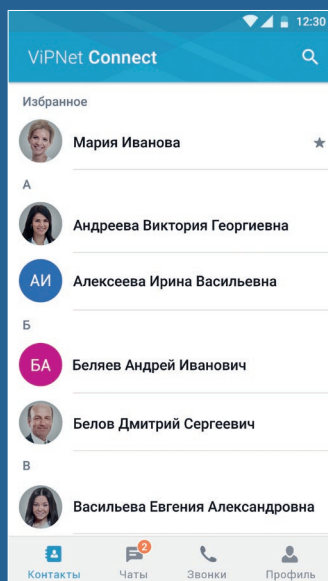 12:30
ViPNet Connect
Избранное
Мария Иванова
А
Андреева Виктория Георгиевна
АИ
Алексеева Ирина Васильевна
Б
БА
Беляев Андрей Иванович
Белов Дмитрий Сергеевич
В
Васильева Евгения Александровна
2
Контакты Чаты Звонки Профиль